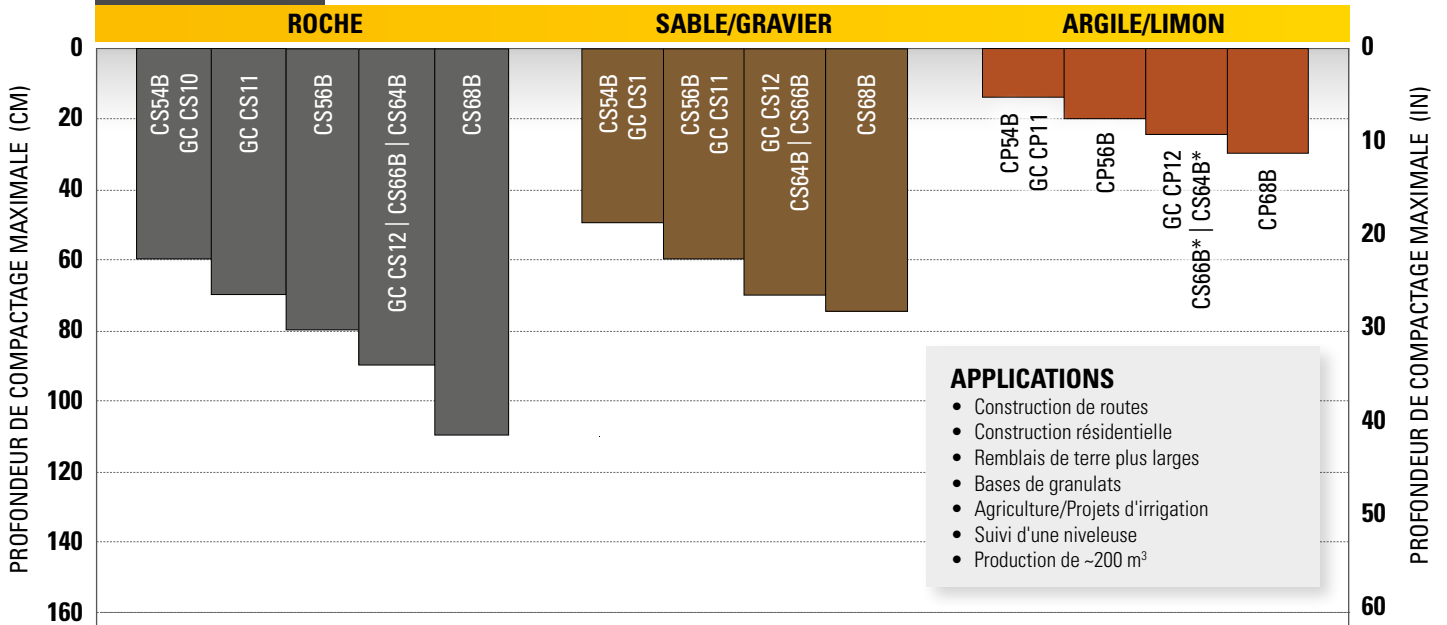 ROCHE
SABLE/GRAVIER
ARGILE/LIMON
PROFONDEUR DE COMPACTAGE MAXIMALE (CM)
0
20
40
60
80
100
120
140
160
CS54B
GC CS10
GC CS11
CS56B
GC CS12 | CS66B | CS64B
CS68B
CS54B
GC CS1
CS56B
GC CS11
GC CS12
CS64B | CS66B
CS68B
CP54B
GC CP11
CP56B
GC CP12
CS66B* | CS64B*
CP68B
APPLICATIONS
• Construction de routes
• Construction résidentielle
• Remblais de terre plus larges
• Bases de granulats
• Agriculture/Projets d'irrigation
• Suivi d'une niveleuse
• Production de ~200 m³
0
10
20
30
40
50
60
PROFONDEUR DE COMPACTAGE MAXIMALE (IN)